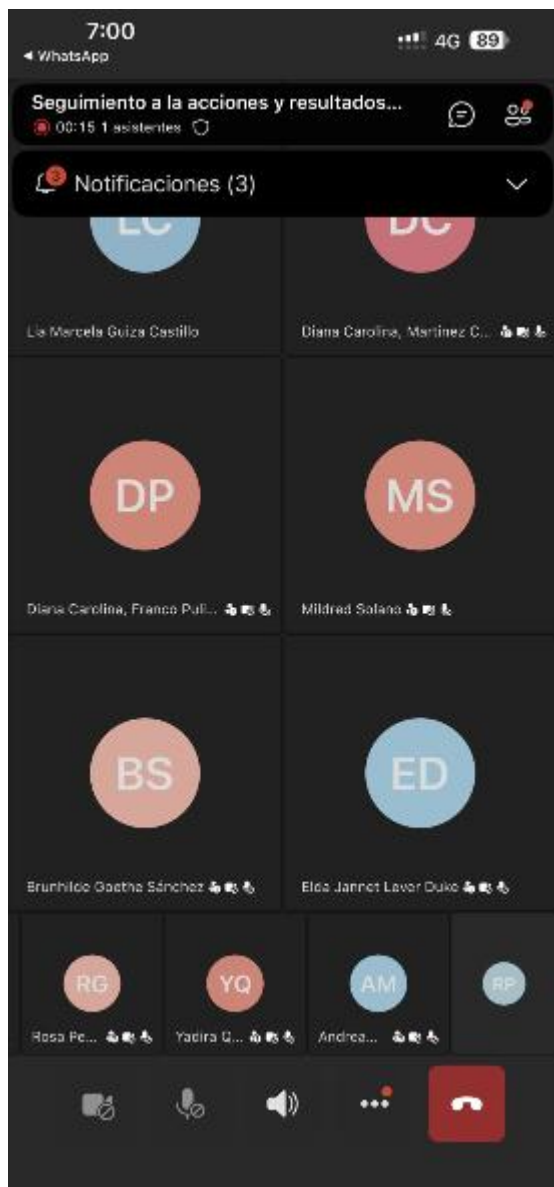 7:00
4G 89
WhatsApp
Seguimiento a la acciones y resultados...
00:15 1 asistentes
3
Notificaciones (3)
LC
DC
Lia Marcela Guiza Castillo
Diana Carolina, Martinez C...
DP
MS
Diana Carolina, Franco Puli...
Mildred Solano
BS
ED
Brunhilde Goethe Sánchez
Elda Jannet Lever Duke
RG
YQ
AM
RP
Rosa Pe...
Yadira Q...
Andrea...